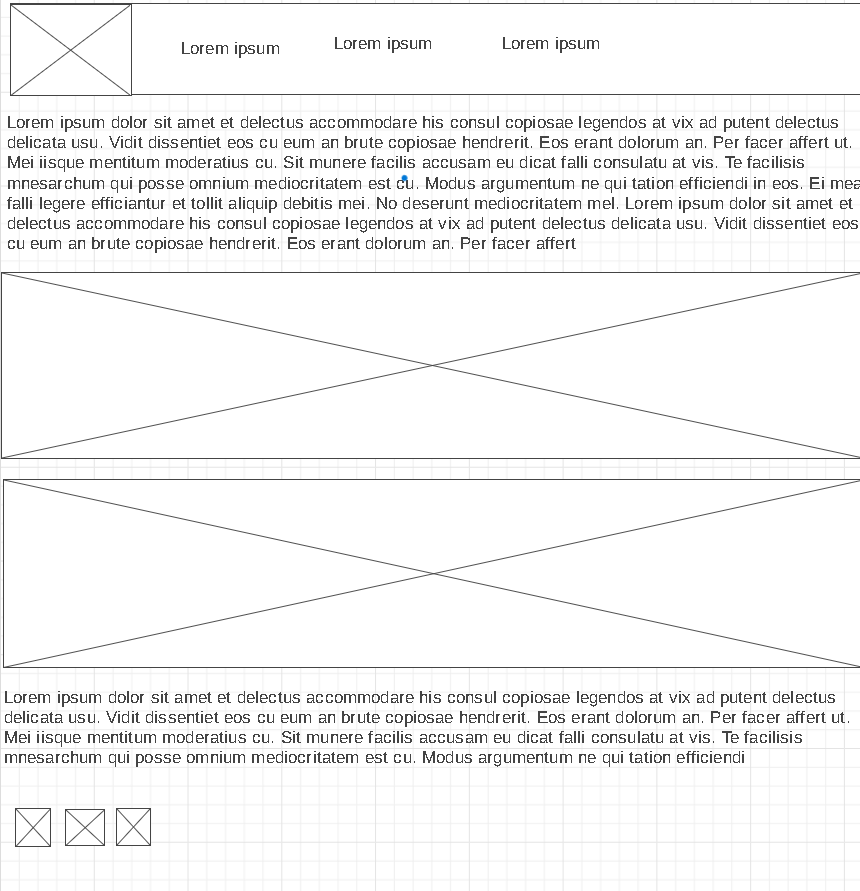 Lorem ipsum
Lorem ipsum
Lorem ipsum
Lorem ipsum dolor sit amet et delectus accommodare his consul copiosae legendos at vix ad putent delectus
delicata usu. Vidit dissentiet eos cu eum an brute copiosae hendrerit. Eos erant dolorum an. Per facer affert ut.
Mei iisque mentitum moderatius cu. Sit munere facilis accusam eu dicat falli consulatu at vis. Te facilisis
mnesarchum qui posse omnium mediocritatem est cu. Modus argumentum ne qui tation efficiendi in eos. Ei mea
falli legere efficiantur et tollit aliquip debitis mei. No deserunt mediocritatem mel. Lorem ipsum dolor sit amet et
delectus accommodare his consul copiosae legendos at vix ad putent delectus delicata usu. Vidit dissentiet eos
cu eum an brute copiosae hendrerit. Eos erant dolorum an. Per facer affert
Lorem ipsum dolor sit amet et delectus accommodare his consul copiosae legendos at vix ad putent delectus
delicata usu. Vidit dissentiet eos cu eum an brute copiosae hendrerit. Eos erant dolorum an. Per facer affert ut.
Mei iisque mentitum moderatius cu. Sit munere facilis accusam eu dicat falli consulatu at vis. Te facilisis
mnesarchum qui posse omnium mediocritatem est cu. Modus argumentum ne qui tation efficiendi